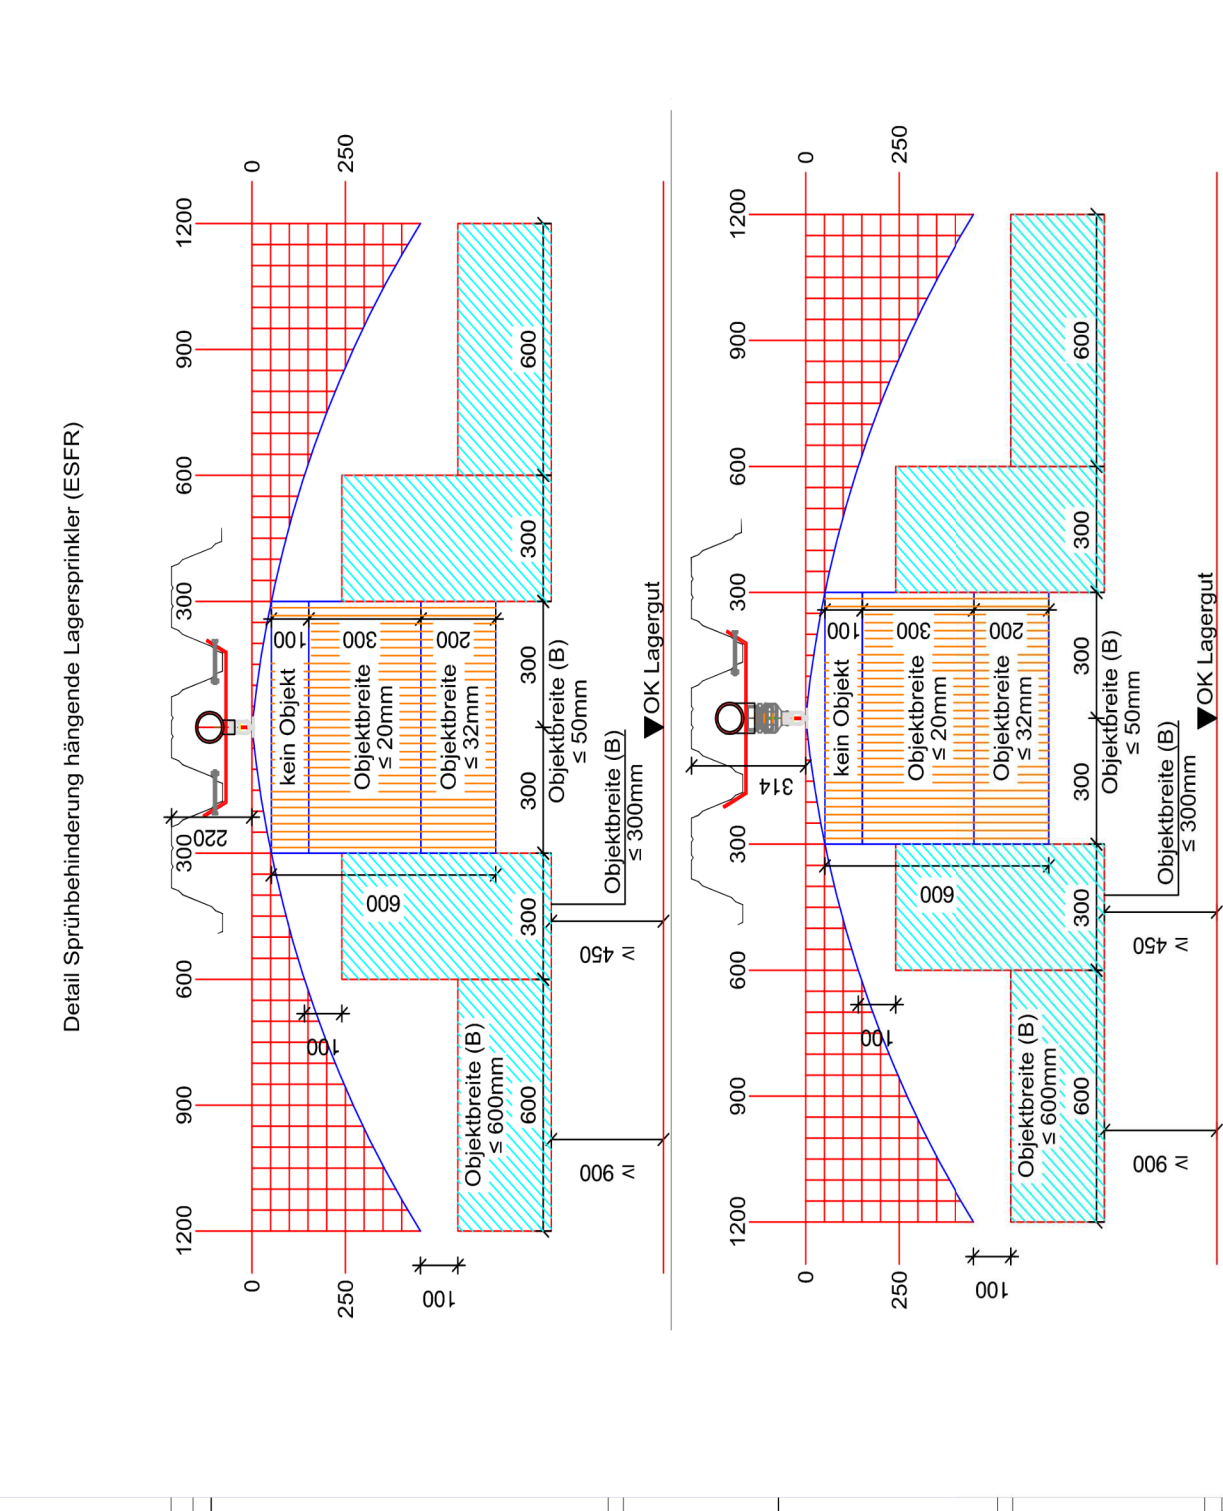 Detail Sprühbehinderung hängende Lagersprinkler (ESFR)
1200
900
600
300
300
600
900
1200
220
0
0
250
250
kein Objekt
100
Objektbreite
≤ 20mm
300
Objektbreite
≤ 32mm
200
600
100
100
Objektbreite (B)
≤ 600mm
600
300
300
300
300
600
Objektbreite (B)
≤ 50mm
Objektbreite (B)
≤ 300mm
≥ 900
≥ 450
OK Lagergut
1200
900
600
300
300
600
900
1200
314
0
0
250
250
kein Objekt
100
Objektbreite
≤ 20mm
300
Objektbreite
≤ 32mm
200
600
100
100
Objektbreite (B)
≤ 600mm
600
300
300
300
300
600
Objektbreite (B)
≤ 50mm
Objektbreite (B)
≤ 300mm
≥ 900
≥ 450
OK Lagergut